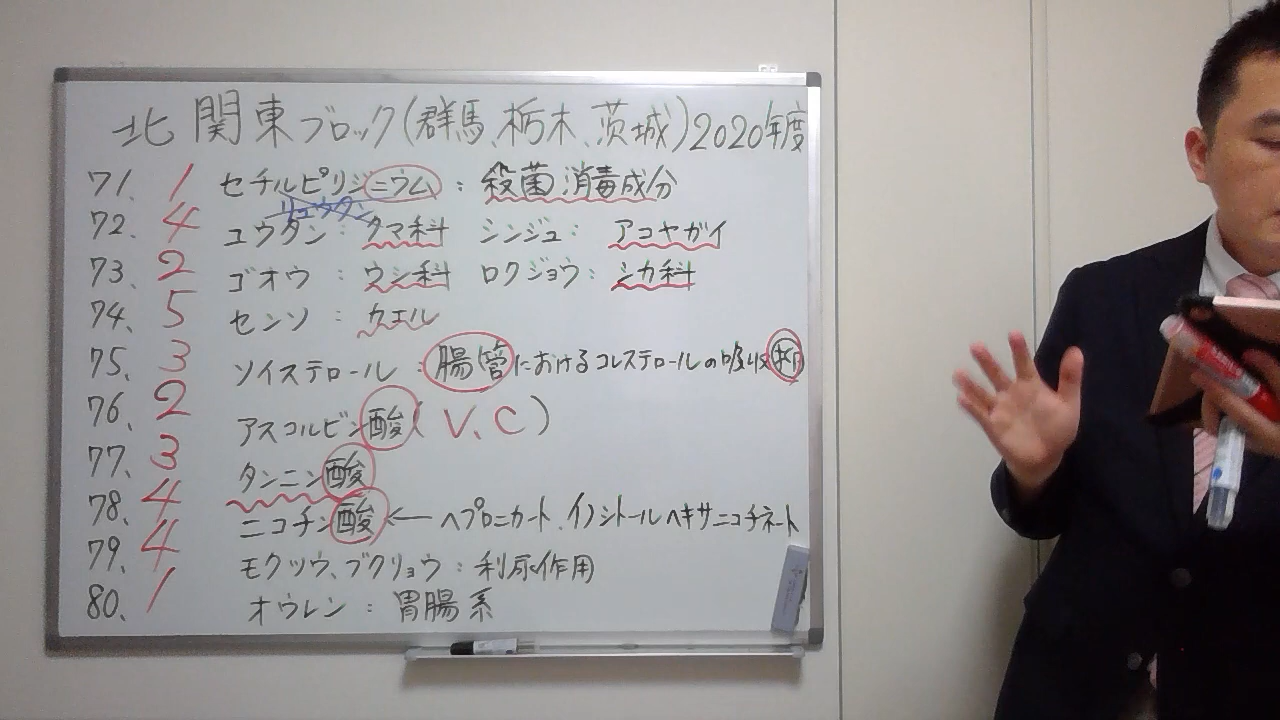 北関東ブロック(群馬、栃木、茨城)2020年度
71. 1 セチルピリジニウム : 殺菌消毒成分
リュウタン
72. 4 ユウタン : クマ科 シンジュ : アコヤガイ
73. 2 ゴオウ : ウシ科 ロクジョウ : シカ科
74. 5 センソ : カエル
75. 3 ソイステロール : 腸管におけるコレステロールの吸収抑
76. 2 アスコルビン酸(V.C)
77. 3 タンニン酸
78. 4 ニコチン酸 ← ヘプロニカート、イノシトールヘキサニコチネート
79. 4 モクツウ、ブクリョウ : 利尿作用
80. 1 オウレン : 胃腸系